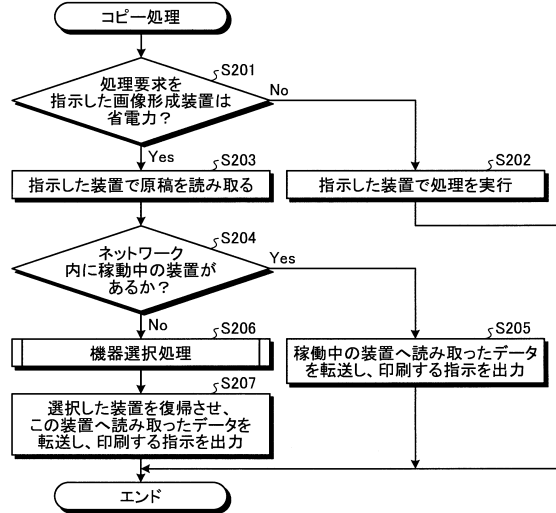 コピー処理
S201
処理要求を
指示した画像形成装置は
省電力？
No
Yes
S203
指示した装置で原稿を読み取る
S202
指示した装置で処理を実行
S204
ネットワーク
内に稼動中の装置が
あるか？
Yes
No
S206
機器選択処理
S205
稼働中の装置へ読み取ったデータ
を転送し、印刷する指示を出力
S207
選択した装置を復帰させ、
この装置へ読み取ったデータを
転送し、印刷する指示を出力
エンド